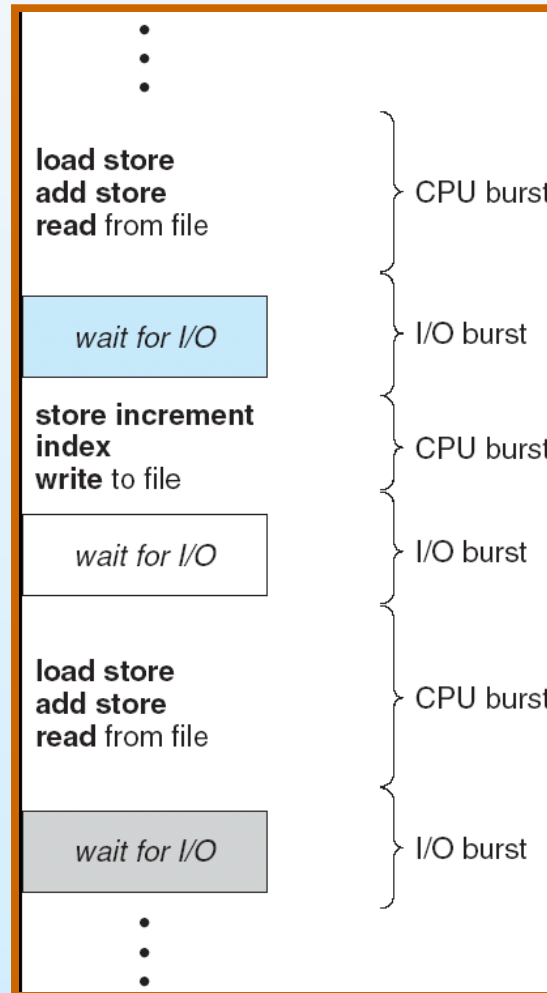 load store
add store
read from file
CPU burst
wait for I/O
I/O burst
store increment
index
write to file
CPU burst
wait for I/O
I/O burst
load store
add store
read from file
CPU burst
wait for I/O
I/O burst